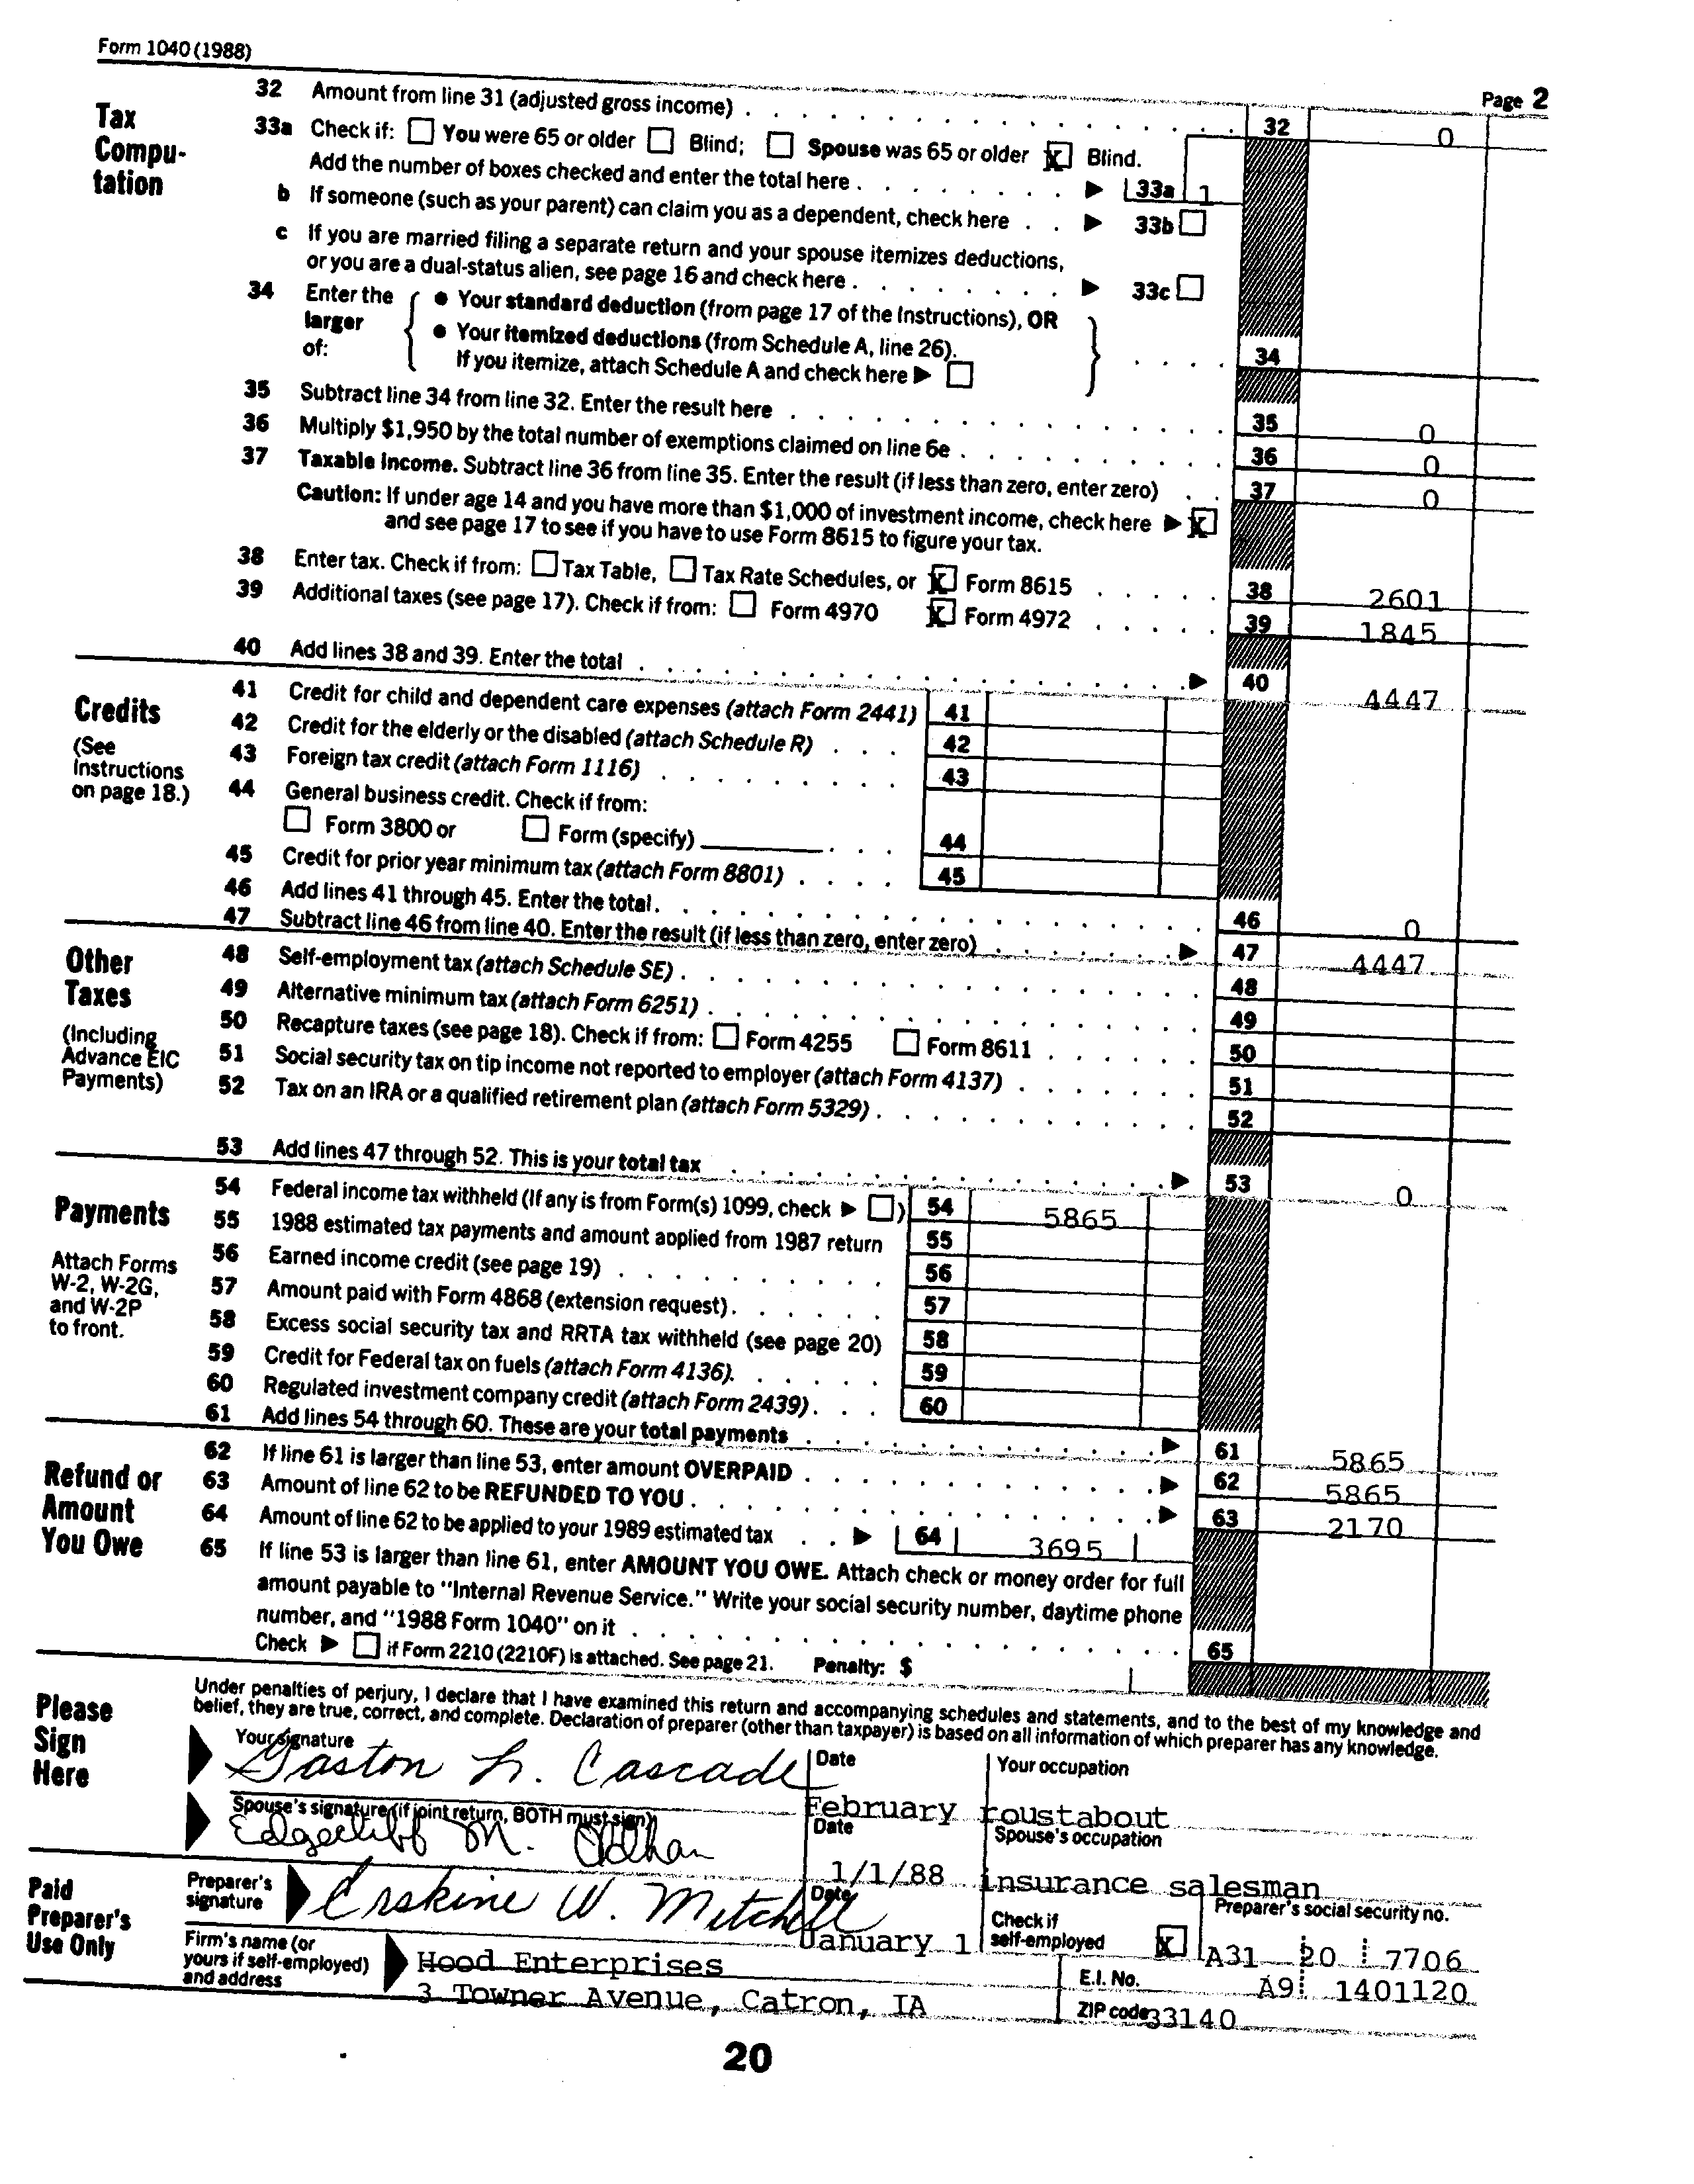 Form 1040 (1988)
Page 2
Tax Compu-tation
32 Amount from line 31 (adjusted gross income) . . . 32 0
33a Check if: ☐ You were 65 or older ☐ Blind; ☐ Spouse was 65 or older ☒ Blind.
Add the number of boxes checked and enter the total here . . . ▶ 33a 1
b If someone (such as your parent) can claim you as a dependent, check here . . ▶ 33b ☐
c If you are married filing a separate return and your spouse itemizes deductions,
or you are a dual-status alien, see page 16 and check here . . . ▶ 33c ☐
34 Enter the larger of: { ● Your standard deduction (from page 17 of the Instructions), OR
● Your itemized deductions (from Schedule A, line 26).
If you itemize, attach Schedule A and check here ▶ ☐ } . . . . 34
35 Subtract line 34 from line 32. Enter the result here . . . 35 0
36 Multiply $1,950 by the total number of exemptions claimed on line 6e . . . 36 0
37 Taxable income. Subtract line 36 from line 35. Enter the result (if less than zero, enter zero) . . 37 0
Caution: If under age 14 and you have more than $1,000 of investment income, check here ▶ ☒
and see page 17 to see if you have to use Form 8615 to figure your tax.
38 Enter tax. Check if from: ☐ Tax Table, ☐ Tax Rate Schedules, or ☒ Form 8615 . . . . . 38 2601
39 Additional taxes (see page 17). Check if from: ☐ Form 4970 ☒ Form 4972 . . . . . 39 1845
40 Add lines 38 and 39. Enter the total . . . ▶ 40 4447
Credits
(See Instructions on page 18.)
41 Credit for child and dependent care expenses (attach Form 2441) 41
42 Credit for the elderly or the disabled (attach Schedule R) . . . 42
43 Foreign tax credit (attach Form 1116) . . . 43
44 General business credit. Check if from:
☐ Form 3800 or ☐ Form (specify) . . . 44
45 Credit for prior year minimum tax (attach Form 8801) . . . . 45
46 Add lines 41 through 45. Enter the total . . . 46 0
47 Subtract line 46 from line 40. Enter the result (if less than zero, enter zero) . . . ▶ 47 4447
Other Taxes
(Including Advance EIC Payments)
48 Self-employment tax (attach Schedule SE) . . . 48
49 Alternative minimum tax (attach Form 6251) . . . 49
50 Recapture taxes (see page 18). Check if from: ☐ Form 4255 ☐ Form 8611 . . . 50
51 Social security tax on tip income not reported to employer (attach Form 4137) . . . 51
52 Tax on an IRA or a qualified retirement plan (attach Form 5329) . . . 52
53 Add lines 47 through 52. This is your total tax . . . ▶ 53 0
Payments
Attach Forms W-2, W-2G, and W-2P to front.
54 Federal income tax withheld (If any is from Form(s) 1099, check ▶ ☐) 54 5865
55 1988 estimated tax payments and amount applied from 1987 return 55
56 Earned income credit (see page 19) . . . 56
57 Amount paid with Form 4868 (extension request) . . . 57
58 Excess social security tax and RRTA tax withheld (see page 20) 58
59 Credit for Federal tax on fuels (attach Form 4136). . . . 59
60 Regulated investment company credit (attach Form 2439) . . . 60
61 Add lines 54 through 60. These are your total payments . . . ▶ 61 5865
Refund or Amount You Owe
62 If line 61 is larger than line 53, enter amount OVERPAID . . . ▶ 62 5865
63 Amount of line 62 to be REFUNDED TO YOU . . . ▶ 63 2170
64 Amount of line 62 to be applied to your 1989 estimated tax . . ▶ 64 3695
65 If line 53 is larger than line 61, enter AMOUNT YOU OWE. Attach check or money order for full
amount payable to "Internal Revenue Service." Write your social security number, daytime phone
number, and "1988 Form 1040" on it . . . 65
Check ▶ ☐ if Form 2210 (2210F) is attached. See page 21. Penalty: $
Please Sign Here
Under penalties of perjury, I declare that I have examined this return and accompanying schedules and statements, and to the best of my knowledge and
belief, they are true, correct, and complete. Declaration of preparer (other than taxpayer) is based on all information of which preparer has any knowledge.
Your signature Date Your occupation
Gaston L. Cascade February roustabout
Spouse's signature (if joint return, BOTH must sign) Date Spouse's occupation
Edgecliff M. Oldhan 1/1/88 insurance salesman
Paid Preparer's Use Only
Preparer's signature Date Check if self-employed ☒ Preparer's social security no.
Erskine W. Mitchell January 1 A31 20 7706
Firm's name (or yours if self-employed) and address
Hood Enterprises E.I. No. A9 1401120
3 Towner Avenue, Catron, IA ZIP code 33140
20